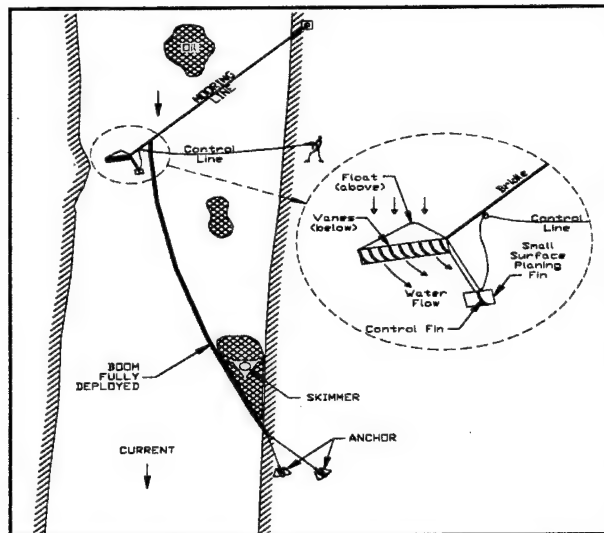 Oil
MOORING
LINE
Control
Line
Float
(above)
Bridle
Vanes
(below)
Control
Line
Small
Surface
Planing
Fin
Water
Flow
Control Fin
BOOM
FULLY
DEPLOYED
SKIMMER
ANCHOR
CURRENT